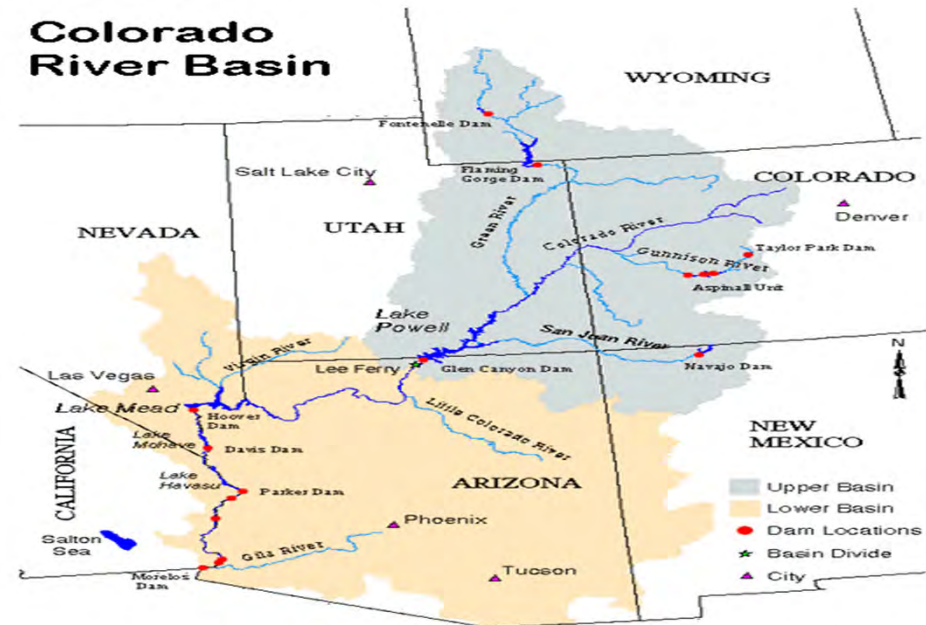 Colorado
River Basin
WYOMING
Fontenelle Dam
Salt Lake City
Flaming
Gorge Dam
COLORADO
Denver
NEVADA
UTAH
Green River
Colorado River
Gunnison River
Taylor Park Dam
Aspinall Unit
Lake
Powell
San Juan River
Virgin River
Lee Ferry
Glen Canyon Dam
Navajo Dam
N
Las Vegas
Lake Mead
Hoover
Dam
Little Colorado River
NEW
MEXICO
CALIFORNIA
Lake
Mohave
Davis Dam
Lake
Havasu
Parker Dam
ARIZONA
Upper Basin
Lower Basin
Dam Locations
Basin Divide
City
Salton
Sea
Phoenix
Gila River
Morelos
Dam
Tucson